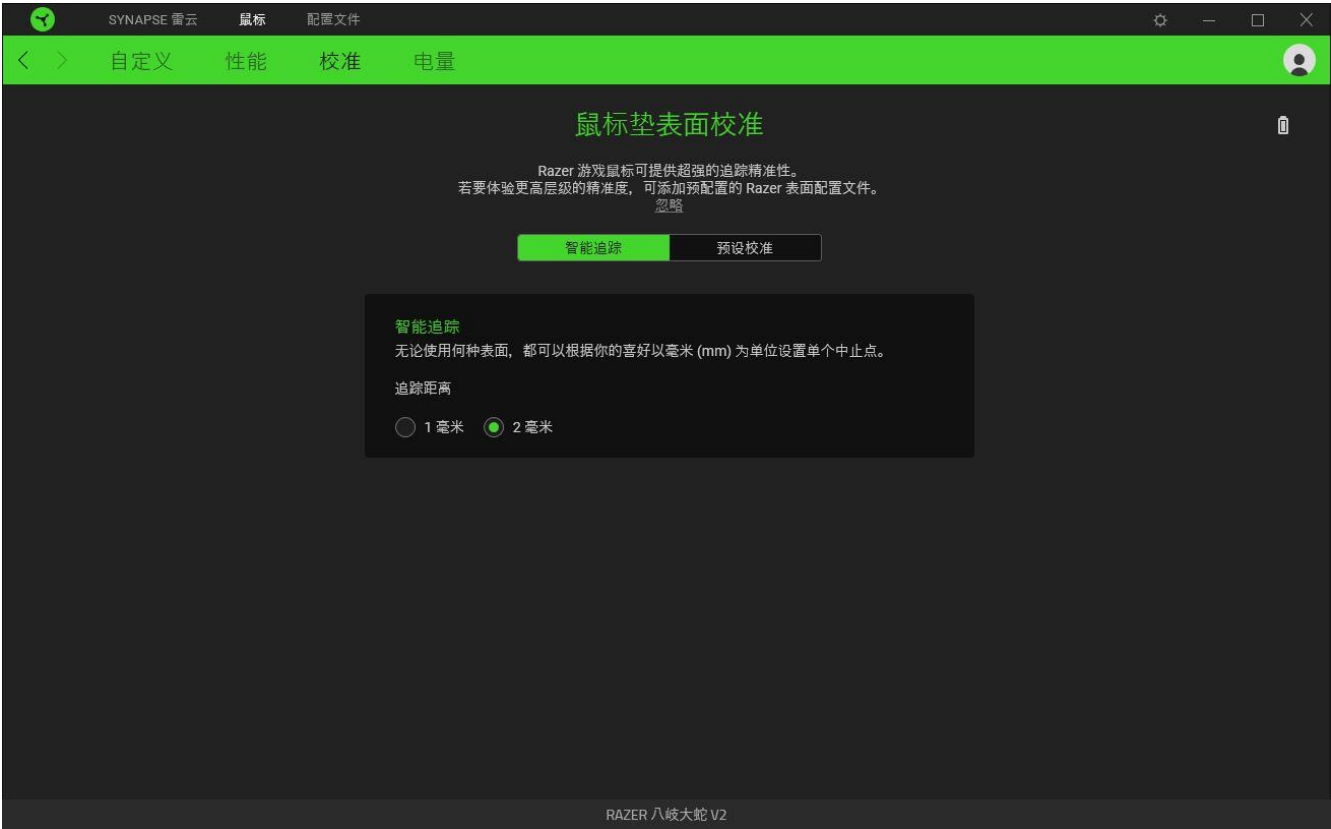 SYNAPSE 雷云 鼠标 配置文件
自定义 性能 校准 电量
鼠标垫表面校准
Razer 游戏鼠标可提供超强的追踪精准性。
若要体验更高层级的精准度，可添加预配置的 Razer 表面配置文件。
忽略
智能追踪 预设校准
智能追踪
无论使用何种表面，都可以根据你的喜好以毫米 (mm) 为单位设置单个中止点。
追踪距离
1 毫米 2 毫米
RAZER 八岐大蛇 V2